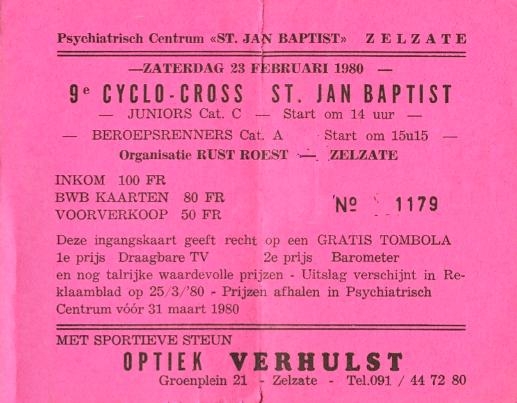 Psychiatrisch Centrum «ST. JAN BAPTIST» ZELZATE
—ZATERDAG 23 FEBRUARI 1980 —
9e CYCLO-CROSS ST. JAN BAPTIST
— JUNIORS Cat. C — Start om 14 uur —
— BEROEPSRENNERS Cat. A Start om 15u15 —
Organisatie RUST ROEST — ZELZATE
INKOM 100 FR
BWB KAARTEN 80 FR
VOORVERKOOP 50 FR
No 1179
Deze ingangskaart geeft recht op een GRATIS TOMBOLA
1e prijs Draagbare TV 2e prijs Barometer
en nog talrijke waardevolle prijzen - Uitslag verschijnt in Re-
klaamblad op 25/3/'80 - Prijzen afhalen in Psychiatrisch
Centrum vóór 31 maart 1980
MET SPORTIEVE STEUN
OPTIEK VERHULST
Groenplein 21 - Zelzate - Tel.091 / 44 72 80